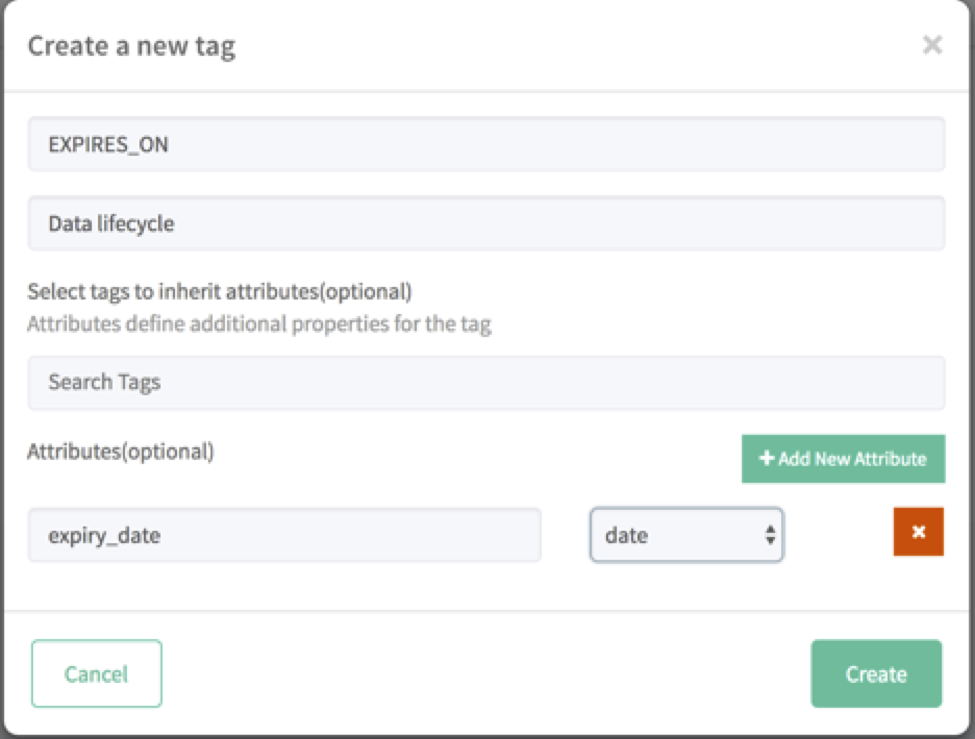 Create a new tag
EXPIRES_ON
Data lifecycle
Select tags to inherit attributes(optional)
Attributes define additional properties for the tag
Search Tags
Attributes(optional)
Add New Attribute
expiry_date
date
Cancel
Create